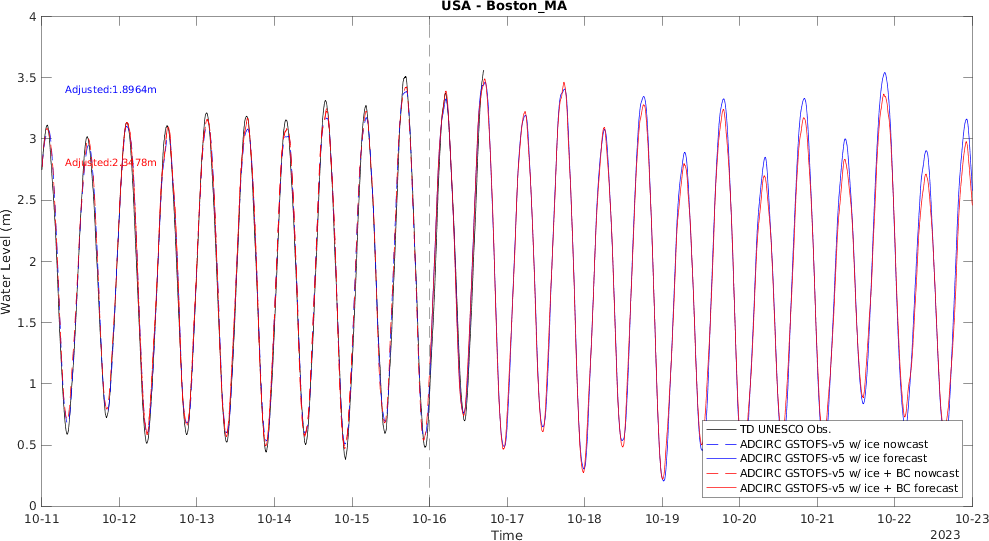 USA - Boston_MA
4
3.5
3
2.5
2
1.5
1
0.5
0
Water Level (m)
Adjusted:1.8964m
Adjusted:2.3478m
TD UNESCO Obs.
ADCIRC GSTOFS-v5 w/ ice nowcast
ADCIRC GSTOFS-v5 w/ ice forecast
ADCIRC GSTOFS-v5 w/ ice + BC nowcast
ADCIRC GSTOFS-v5 w/ ice + BC forecast
10-11 10-12 10-13 10-14 10-15 10-16 10-17 10-18 10-19 10-20 10-21 10-22 10-23
Time
2023